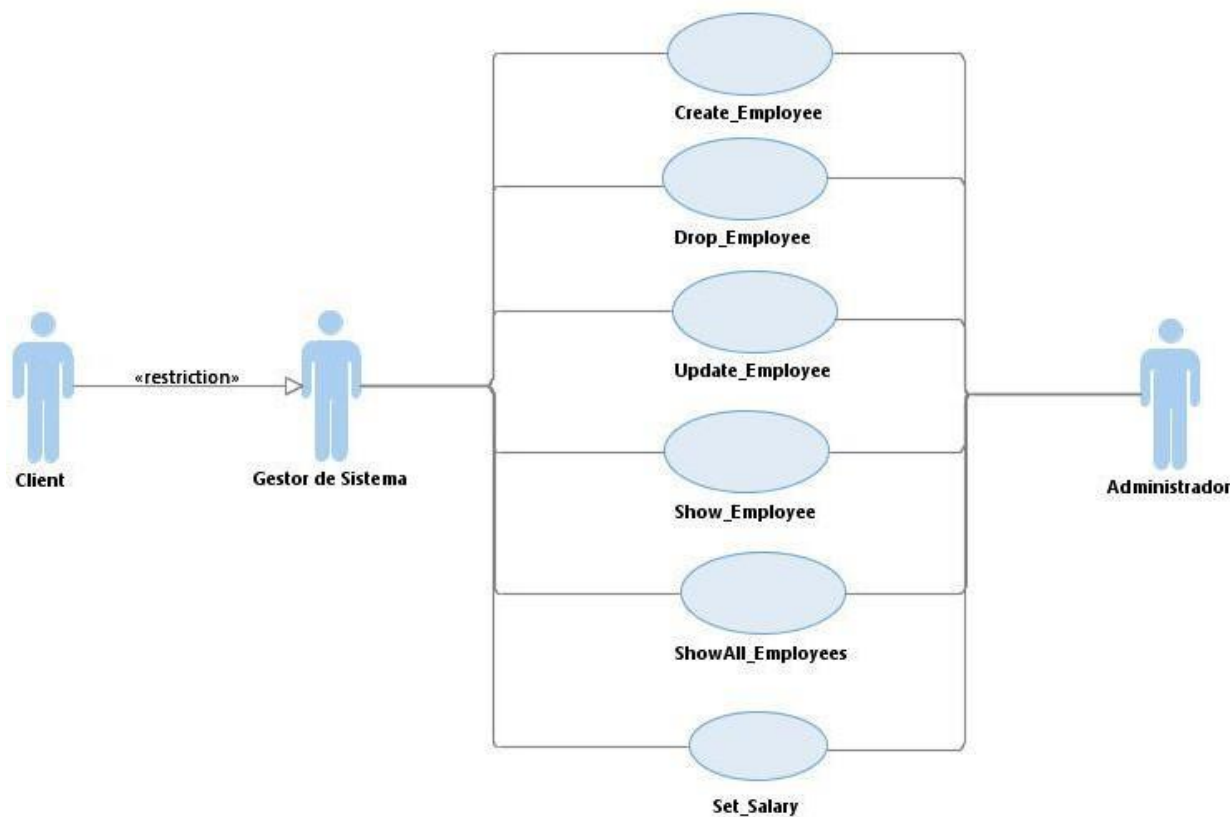 Create_Employee
Drop_Employee
Update_Employee
«restriction»
Client
Gestor de Sistema
Administrador
Show_Employee
ShowAll_Employees
Set_Salary